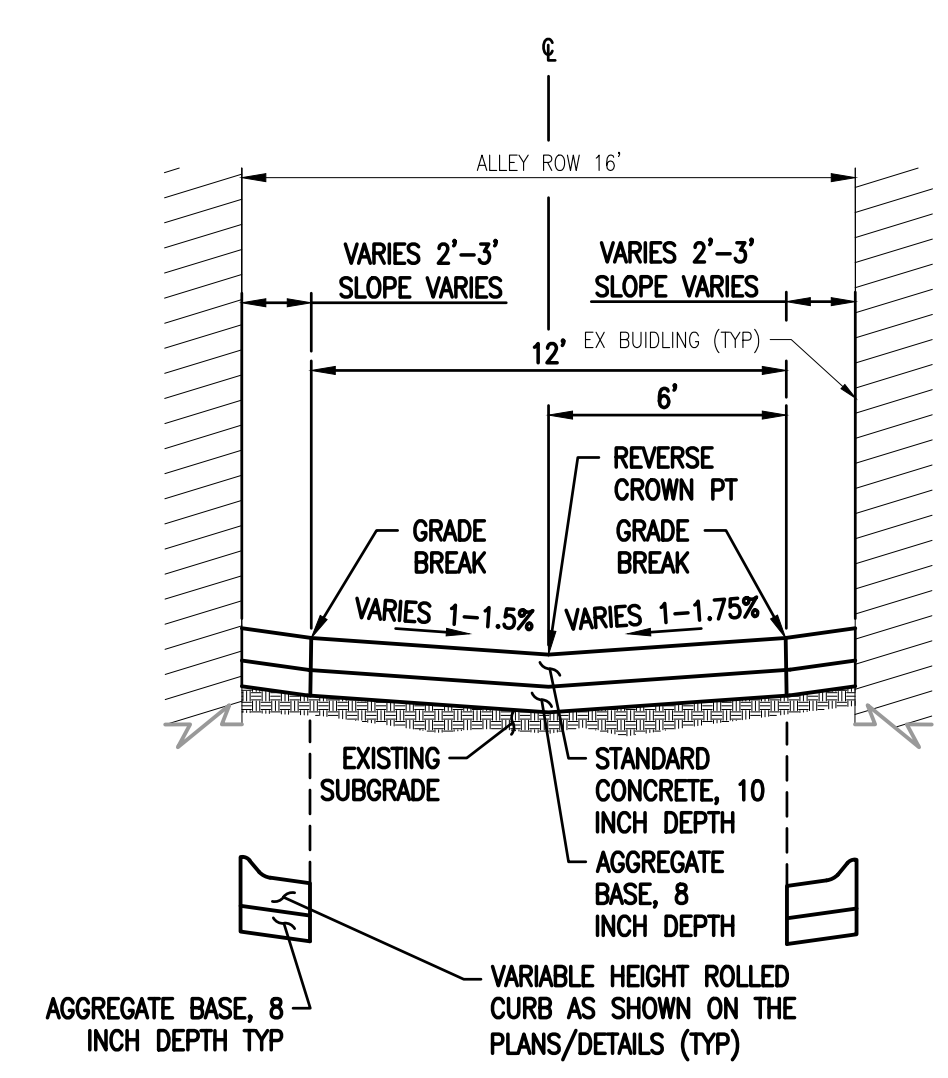 ℄
ALLEY ROW 16'
VARIES 2'-3'
SLOPE VARIES
VARIES 2'-3'
SLOPE VARIES
12'
EX BUIDLING (TYP)
6'
REVERSE
CROWN PT
GRADE
BREAK
GRADE
BREAK
VARIES 1-1.5%
VARIES 1-1.75%
EXISTING
SUBGRADE
STANDARD
CONCRETE, 10
INCH DEPTH
AGGREGATE
BASE, 8
INCH DEPTH
AGGREGATE BASE, 8
INCH DEPTH TYP
VARIABLE HEIGHT ROLLED
CURB AS SHOWN ON THE
PLANS/DETAILS (TYP)